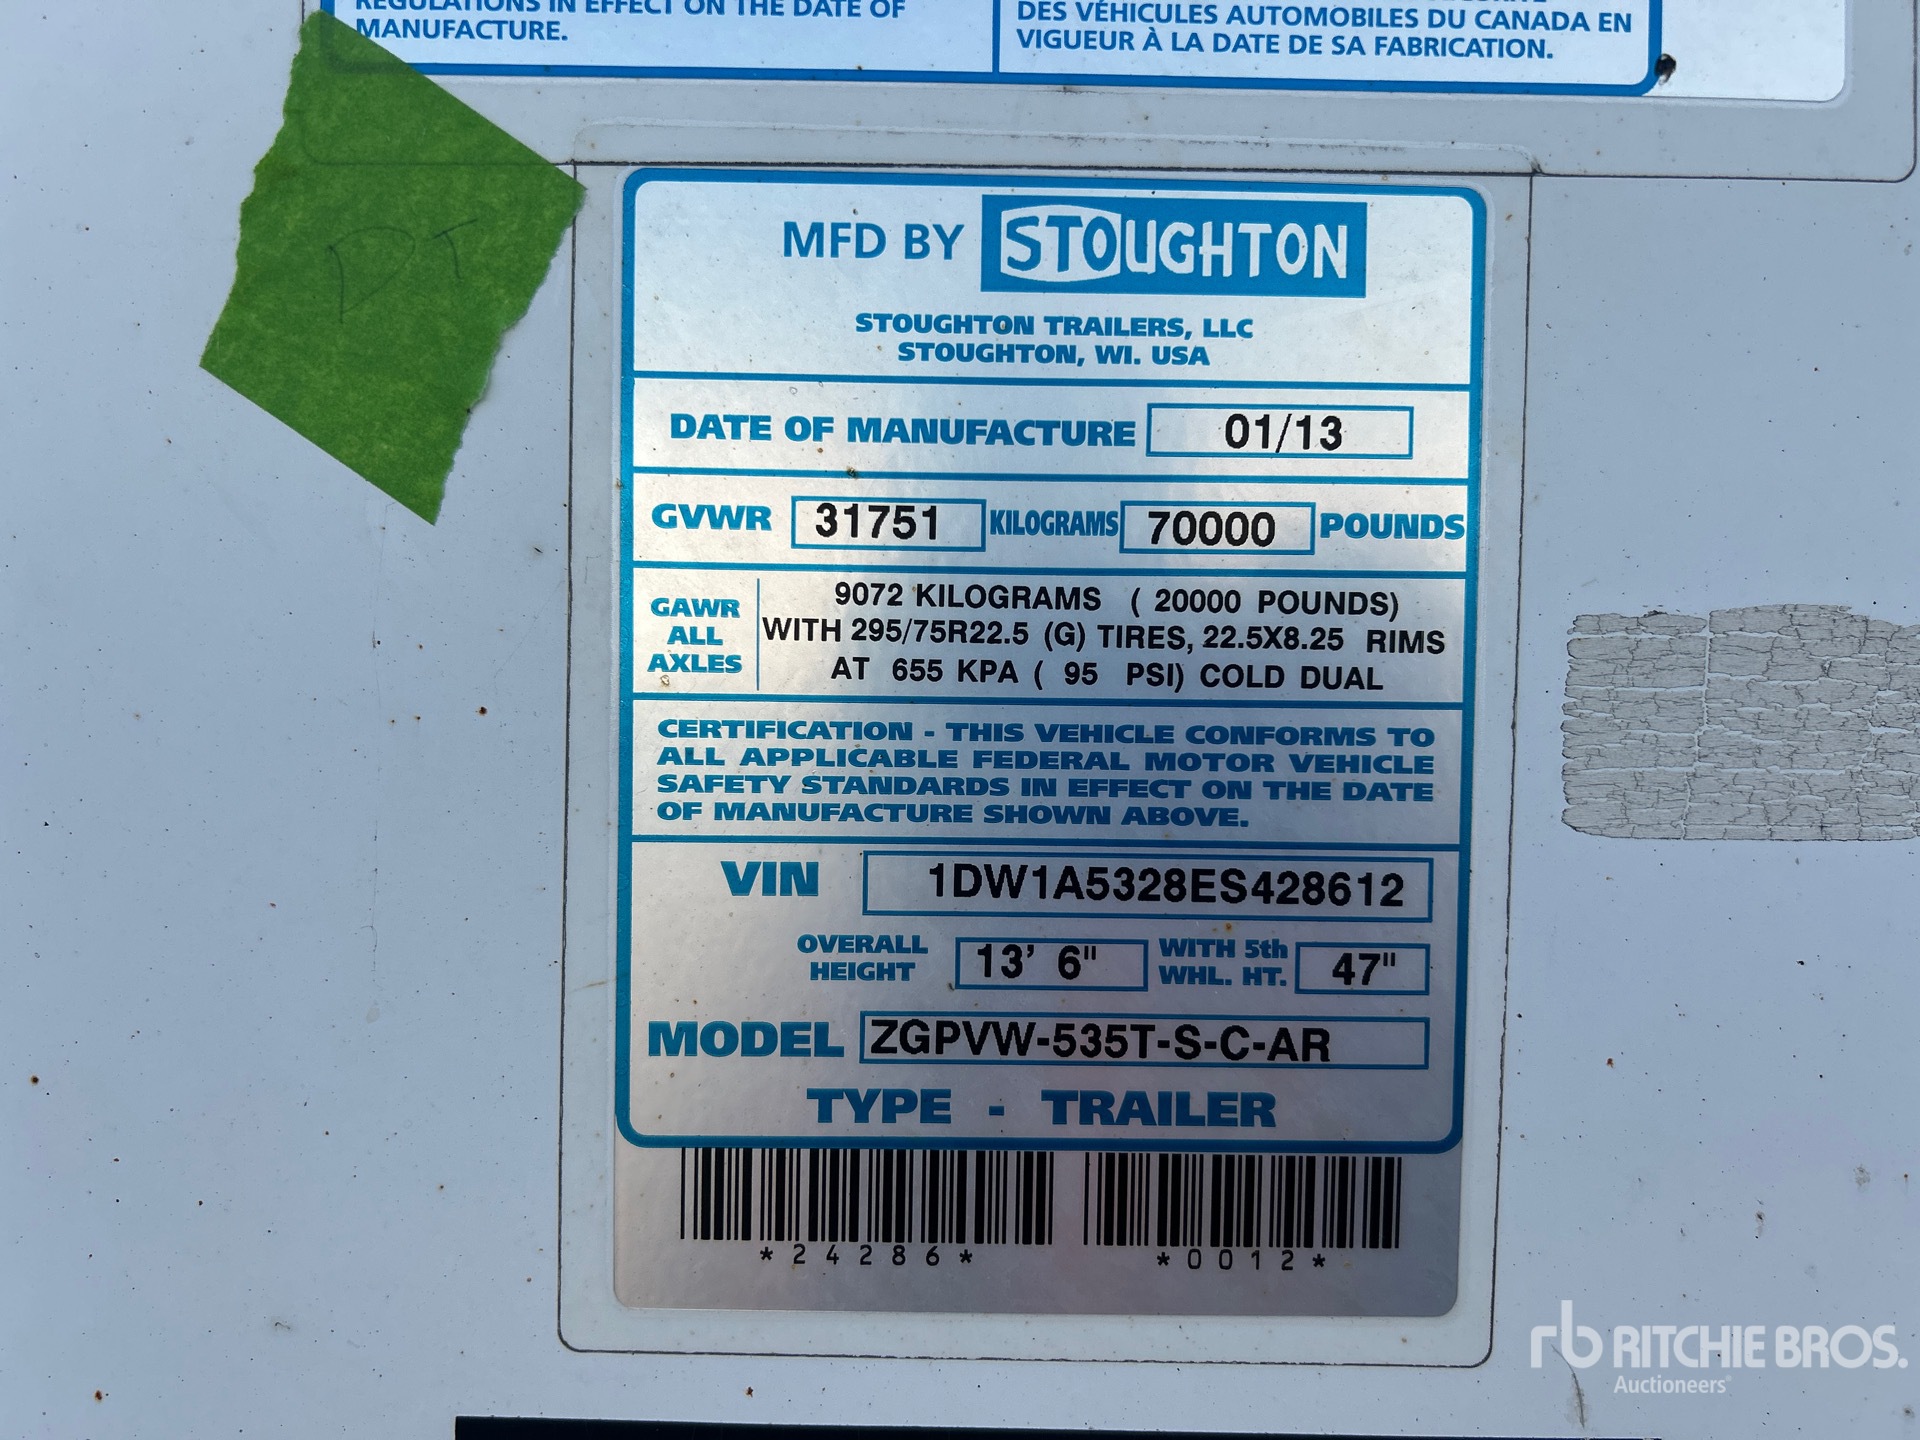 REGULATIONS IN EFFECT ON THE DATE OF
MANUFACTURE.
DES VÉHICULES AUTOMOBILES DU CANADA EN
VIGUEUR À LA DATE DE SA FABRICATION.
DT
MFD BY STOUGHTON
STOUGHTON TRAILERS, LLC
STOUGHTON, WI. USA
DATE OF MANUFACTURE 01/13
GVWR 31751 KILOGRAMS 70000 POUNDS
GAWR ALL AXLES
9072 KILOGRAMS ( 20000 POUNDS)
WITH 295/75R22.5 (G) TIRES, 22.5X8.25 RIMS
AT 655 KPA ( 95 PSI) COLD DUAL
CERTIFICATION - THIS VEHICLE CONFORMS TO
ALL APPLICABLE FEDERAL MOTOR VEHICLE
SAFETY STANDARDS IN EFFECT ON THE DATE
OF MANUFACTURE SHOWN ABOVE.
VIN 1DW1A5328ES428612
OVERALL HEIGHT 13' 6" WITH 5th WHL. HT. 47"
MODEL ZGPVW-535T-S-C-AR
TYPE - TRAILER
*24286* *0012*
rb RITCHIE BROS.
Auctioneers